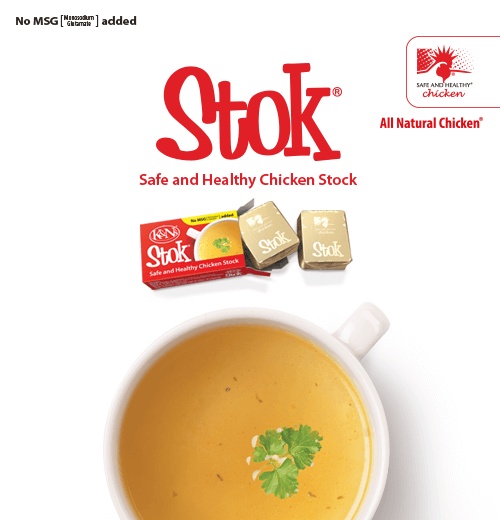 No MSG [Monosodium Glutamate] added
SAFE AND HEALTHY®
chicken
All Natural Chicken®
Stok®
Safe and Healthy Chicken Stock
No MSG added
K&N's
Stok
Safe and Healthy Chicken Stock
Stok
Stok